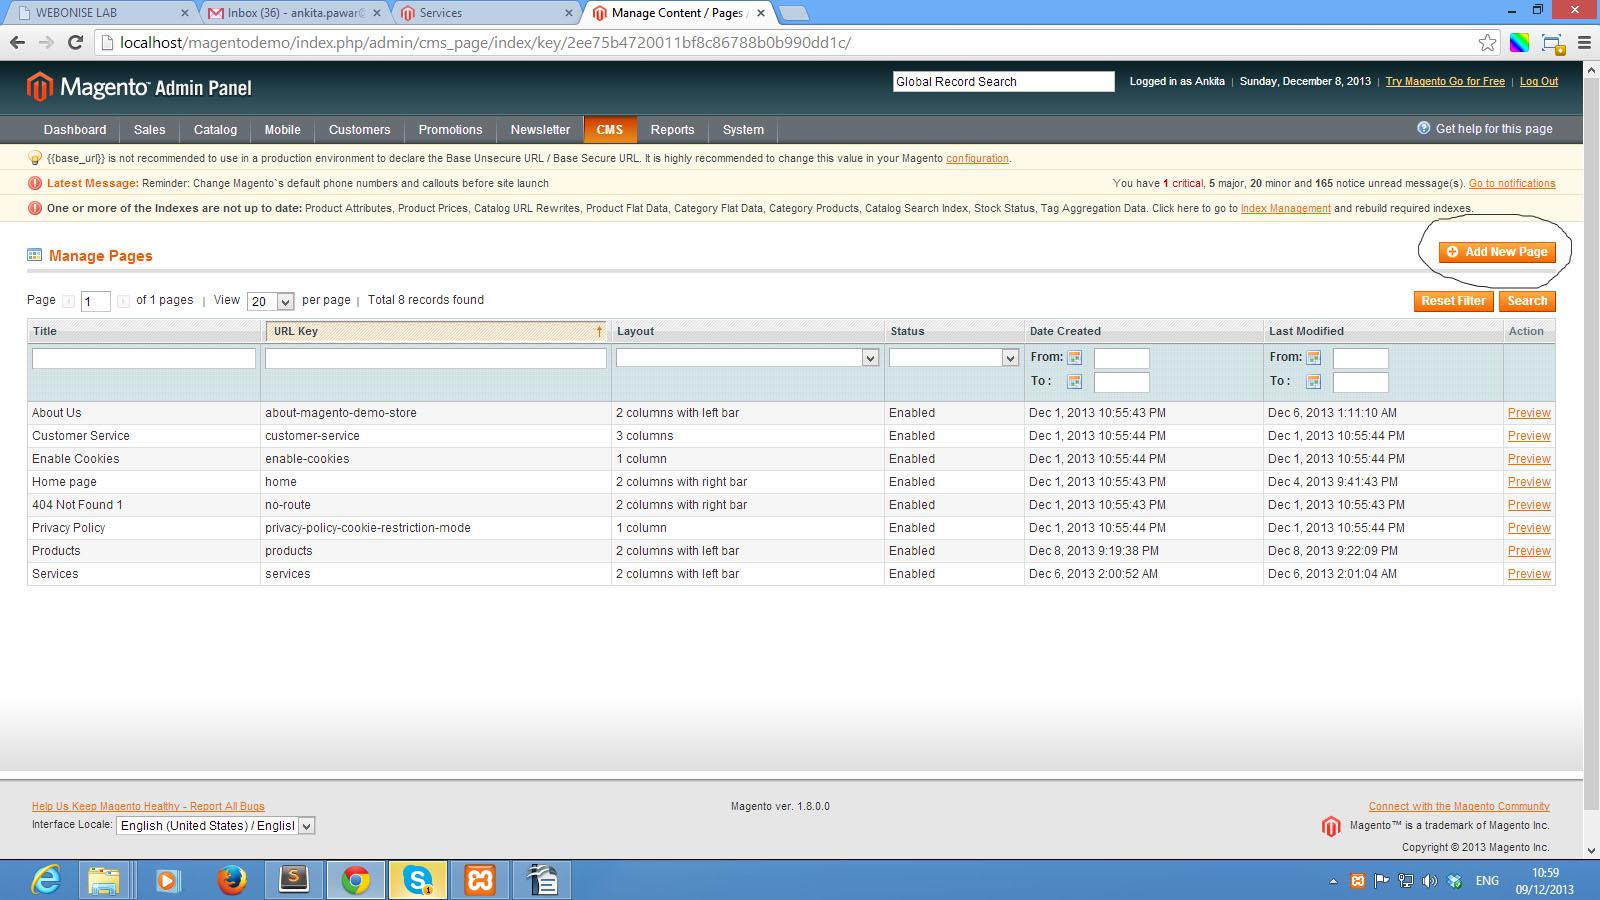 WEBONISE LAB
Inbox (36) - ankita.pawar@
Services
Manage Content / Pages /
localhost/magentodemo/index.php/admin/cms_page/index/key/2ee75b4720011bf8c86788b0b990dd1c/
Magento™ Admin Panel
Global Record Search
Logged in as Ankita | Sunday, December 8, 2013 | Try Magento Go for Free | Log Out
Dashboard Sales Catalog Mobile Customers Promotions Newsletter CMS Reports System
Get help for this page
{{base_url}} is not recommended to use in a production environment to declare the Base Unsecure URL / Base Secure URL. It is highly recommended to change this value in your Magento configuration.
Latest Message: Reminder: Change Magento`s default phone numbers and callouts before site launch
You have 1 critical, 5 major, 20 minor and 165 notice unread message(s). Go to notifications
One or more of the Indexes are not up to date: Product Attributes, Product Prices, Catalog URL Rewrites, Product Flat Data, Category Flat Data, Category Products, Catalog Search Index, Stock Status, Tag Aggregation Data. Click here to go to Index Management and rebuild required indexes.
Manage Pages
Add New Page
Page 1 of 1 pages | View 20 per page | Total 8 records found
Reset Filter Search
Title URL Key Layout Status Date Created Last Modified Action
From: From:
To : To :
About Us about-magento-demo-store 2 columns with left bar Enabled Dec 1, 2013 10:55:43 PM Dec 6, 2013 1:11:10 AM Preview
Customer Service customer-service 3 columns Enabled Dec 1, 2013 10:55:44 PM Dec 1, 2013 10:55:44 PM Preview
Enable Cookies enable-cookies 1 column Enabled Dec 1, 2013 10:55:44 PM Dec 1, 2013 10:55:44 PM Preview
Home page home 2 columns with right bar Enabled Dec 1, 2013 10:55:44 PM Dec 4, 2013 9:41:43 PM Preview
404 Not Found 1 no-route 2 columns with right bar Enabled Dec 1, 2013 10:55:43 PM Dec 1, 2013 10:55:43 PM Preview
Privacy Policy privacy-policy-cookie-restriction-mode 1 column Enabled Dec 1, 2013 10:55:44 PM Dec 1, 2013 10:55:44 PM Preview
Products products 2 columns with left bar Enabled Dec 8, 2013 9:19:38 PM Dec 8, 2013 9:22:09 PM Preview
Services services 2 columns with left bar Enabled Dec 6, 2013 2:00:52 AM Dec 6, 2013 2:01:04 AM Preview
Help Us Keep Magento Healthy - Report All Bugs
Magento ver. 1.8.0.0
Connect with the Magento Community
Interface Locale: English (United States) / Englisl
Magento™ is a trademark of Magento Inc.
Copyright © 2013 Magento Inc.
ENG
10:59
09/12/2013